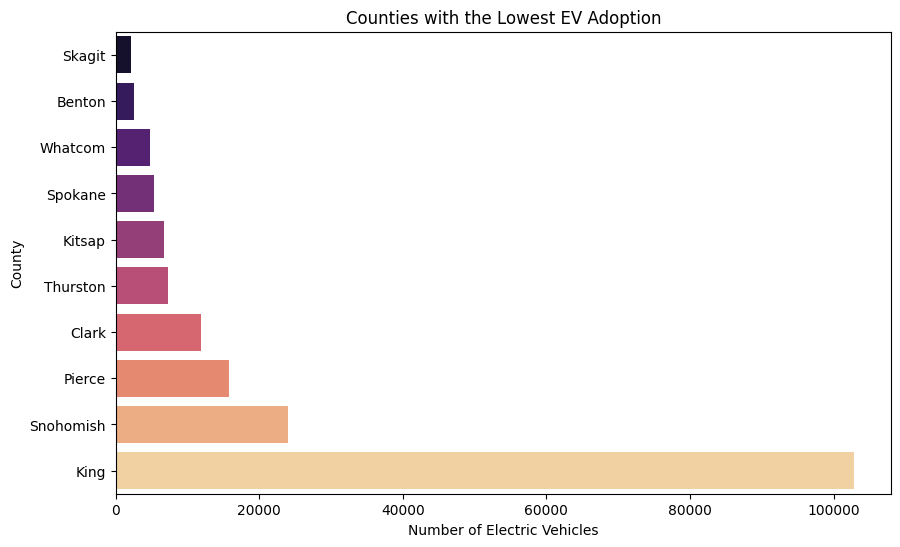 Counties with the Lowest EV Adoption
County
Skagit
Benton
Whatcom
Spokane
Kitsap
Thurston
Clark
Pierce
Snohomish
King
0 20000 40000 60000 80000 100000
Number of Electric Vehicles